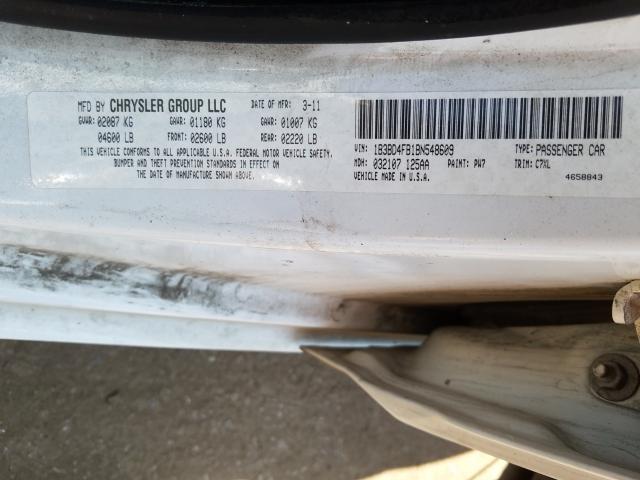 MFD BY CHRYSLER GROUP LLC DATE OF MFR: 3-11
GVWR: 02087 KG GAWR: 01180 KG GAWR: 01007 KG
04600 LB FRONT: 02600 LB REAR: 02220 LB
THIS VEHICLE CONFORMS TO ALL APPLICABLE U.S.A. FEDERAL MOTOR VEHICLE SAFETY,
BUMPER AND THEFT PREVENTION STANDARDS IN EFFECT ON
THE DATE OF MANUFACTURE SHOWN ABOVE.
VIN: 1B3BD4FB1BN548609 TYPE: PASSENGER CAR
MDH: 032107 125AA PAINT: PW7 TRIM: C7XL
VEHICLE MADE IN U.S.A. 4658843